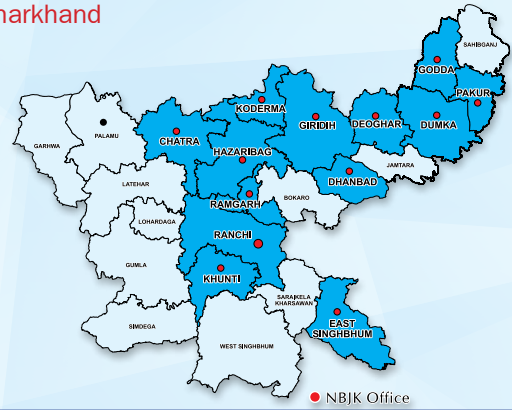 harkhand
SAHIBGANJ
GODDA
PAKUR
KODERMA
GIRIDIH
DEOGHAR
DUMKA
PALAMU
CHATRA
GARHWA
HAZARIBAG
JAMTARA
LATEHAR
DHANBAD
RAMGARH
BOKARO
LOHARDAGA
RANCHI
GUMLA
KHUNTI
SARAJKELA
KHARSAWAN
SIMDEGA
EAST
SINGHBHUM
WEST SINGHBHUM
NBJK Office